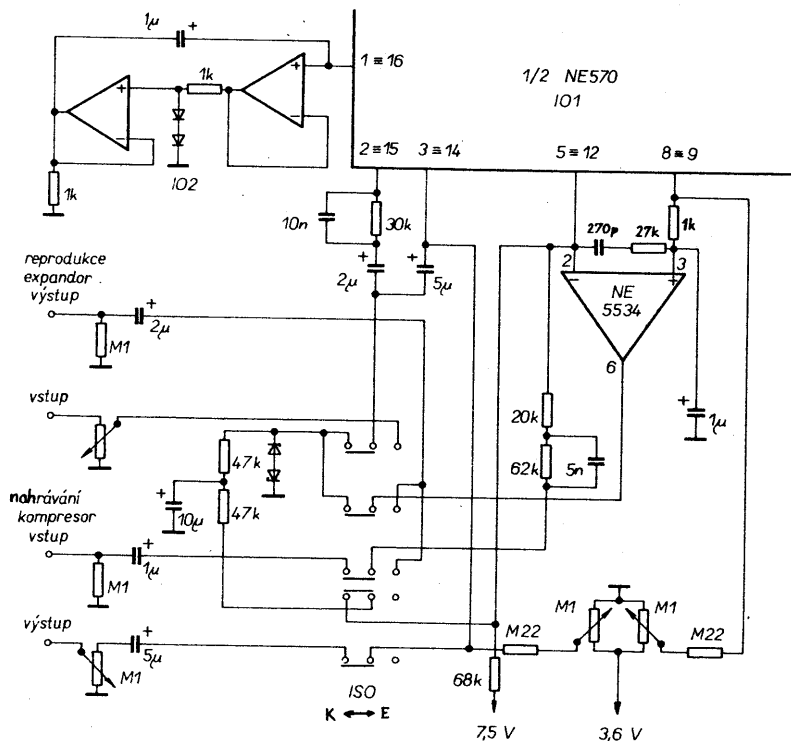 1μ
+
1 ≡ 16
1/2 NE570
IO1
+
−
1k
+
−
1k
IO2
2 ≡ 15
3 ≡ 14
5 ≡ 12
8 ≡ 9
10n
30k
+
2μ
+
5μ
270p
27k
1k
2
3
−
+
NE
5534
6
+
1μ
reprodukce
expandor
výstup
+
2μ
M1
vstup
47k
47k
+
10μ
20k
62k
5n
nahrávání
kompresor
vstup
+
1μ
M1
výstup
+
5μ
M1
ISO
K ↔ E
68k
7,5 V
M22
M1
M1
M22
3,6 V